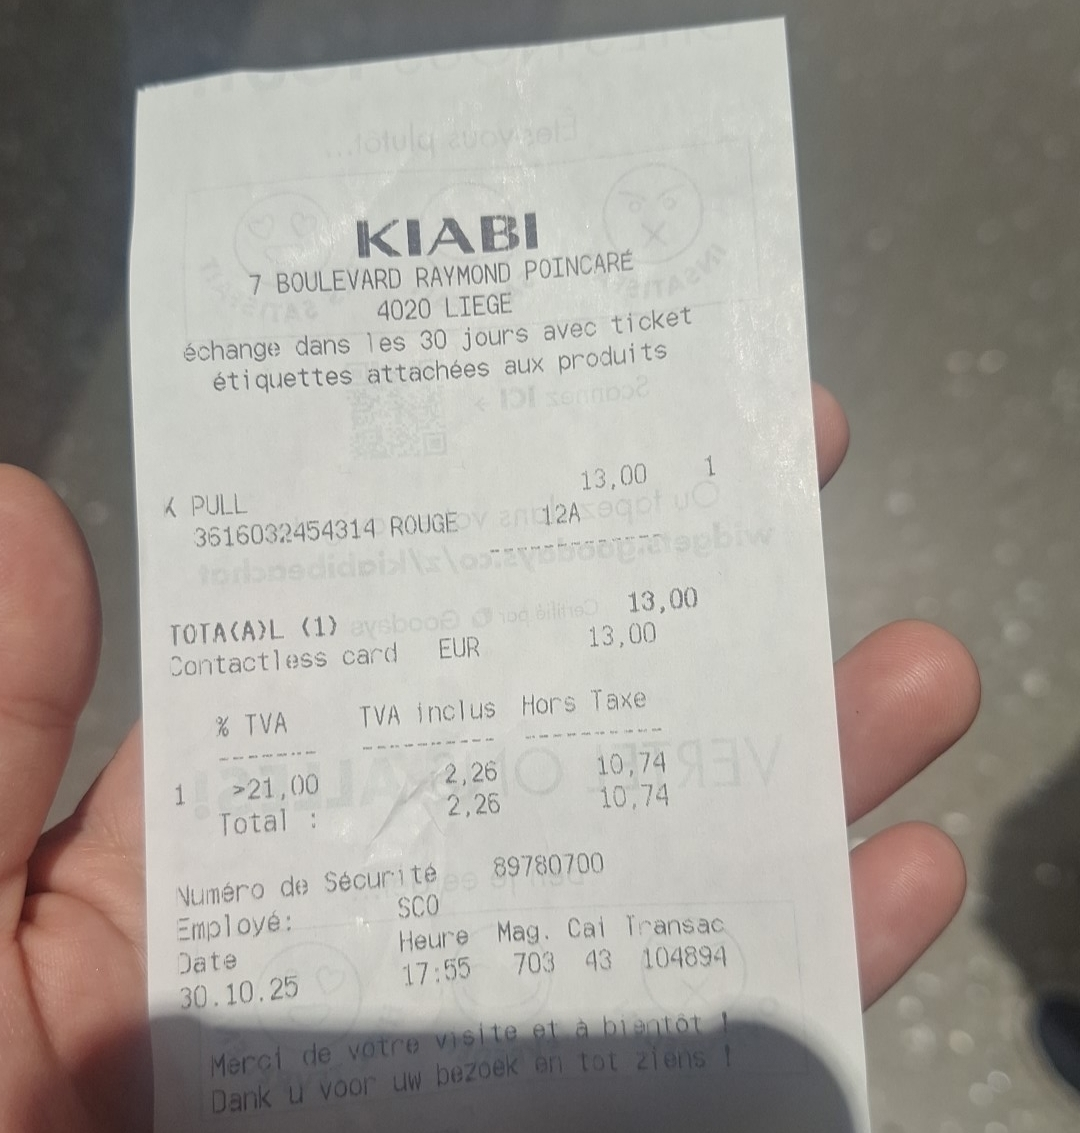 KIABI
7 BOULEVARD RAYMOND POINCARÉ
4020 LIEGE
échange dans les 30 jours avec ticket
étiquettes attachées aux produits
PULL 13,00 1
3616032454314 ROUGE 12A
TOTA(A)L (1) 13,00
Contactless card EUR 13,00
% TVA TVA inclus Hors Taxe
1 >21,00 2,26 10,74
Total : 2,26 10,74
Numéro de Sécurité 89780700
Employé: SCO
Date Heure Mag. Cai Transac
30.10.25 17:55 703 43 104894
Merci de votre visite et à bientôt !
Dank u voor uw bezoek en tot ziens !